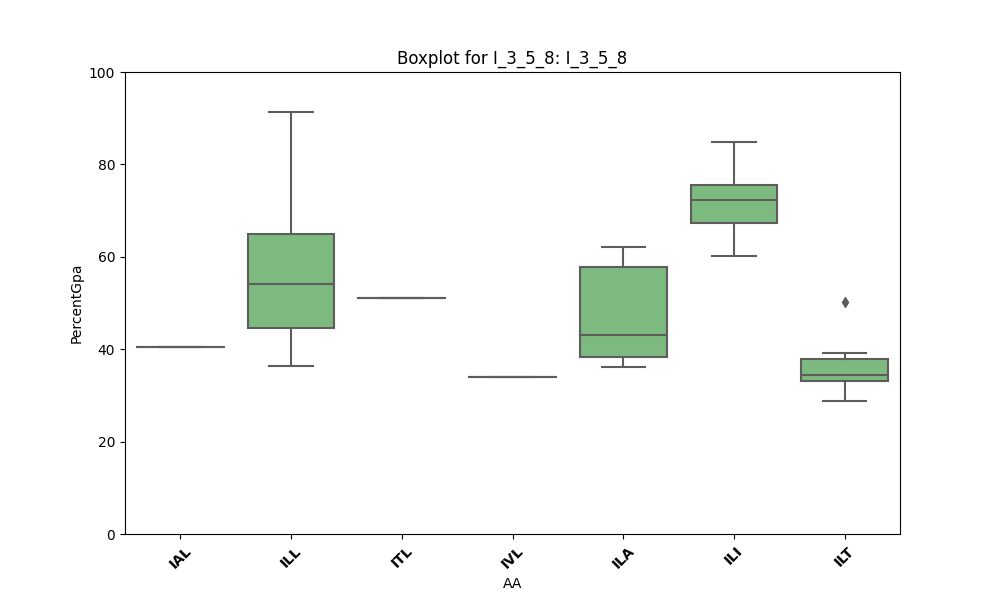 Boxplot for I_3_5_8: I_3_5_8
100
80
60
40
20
0
PercentGpa
IAL ILL ITL IVL ILA ILI ILT
AA